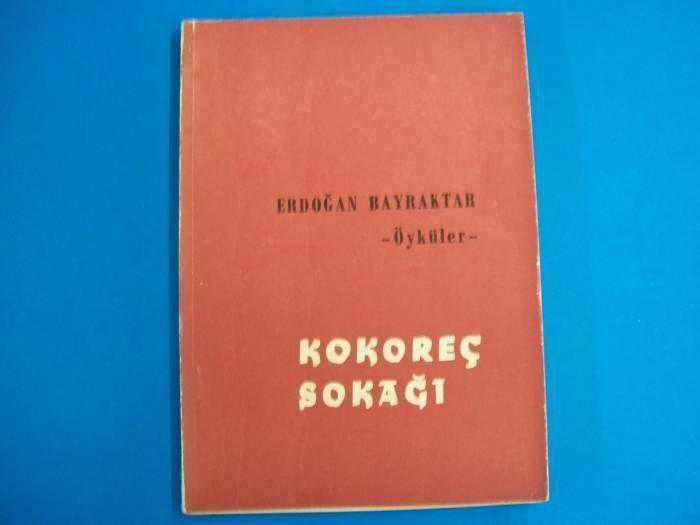 ERDOĞAN BAYRAKTAR
-Öyküler-
KOKOREÇ
SOKAĞI